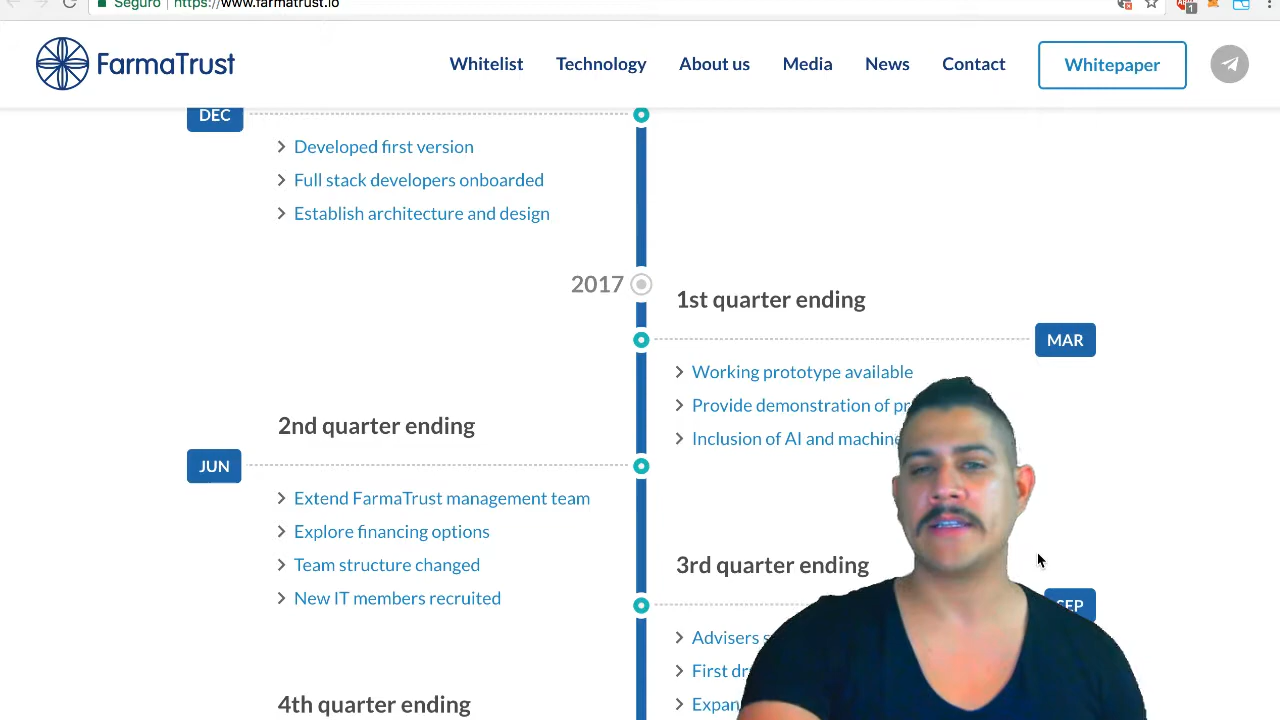 Seguro
https://www.farmatrust.io
FarmaTrust
Whitelist
Technology
About us
Media
News
Contact
Whitepaper
DEC
Developed first version
Full stack developers onboarded
Establish architecture and design
2017
1st quarter ending
MAR
Working prototype available
Provide demonstration of
Inclusion of AI and machine
2nd quarter ending
JUN
Extend FarmaTrust management team
Explore financing options
Team structure changed
New IT members recruited
3rd quarter ending
SEP
Advisers
First
4th quarter ending